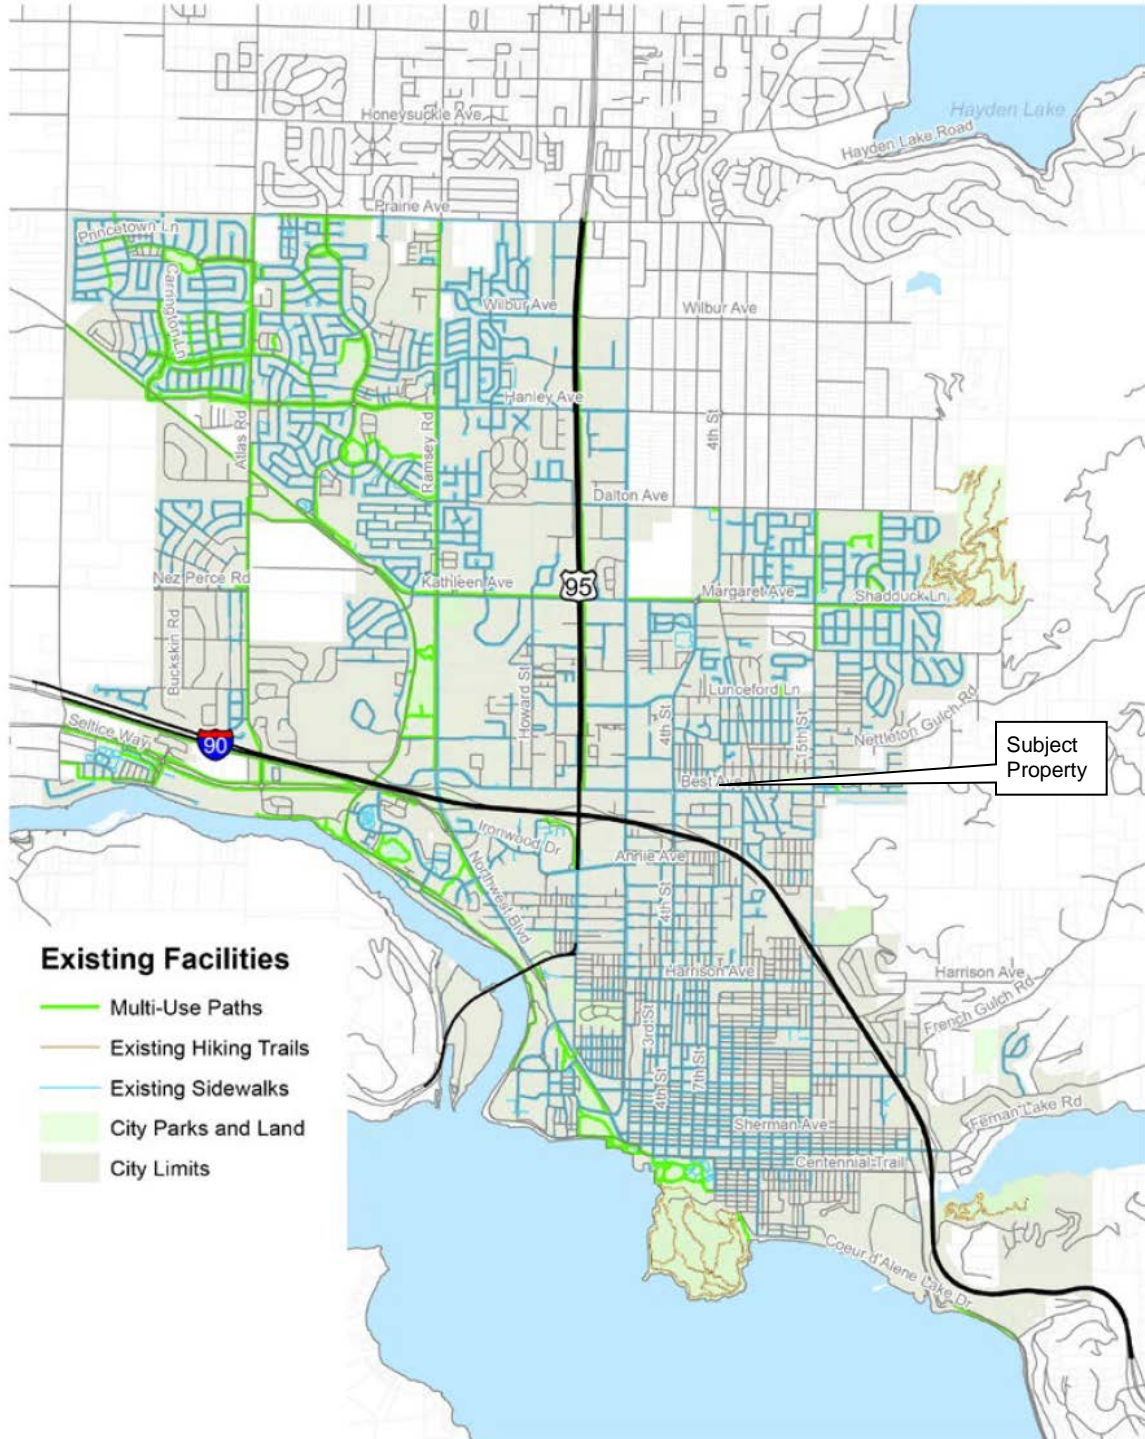 Hayden Lake
Honeysuckle Ave
Hayden Lake Road
Praine Ave
Princetown Ln
Carrington Ln
Wilbur Ave
Wilbur Ave
Hanley Ave
Atlas Rd
Ramsey Rd
4th St
Dalton Ave
Nez Perce Rd
Kathleen Ave
95
Margaret Ave
Shadduck Ln
Buckskin Rd
Howard St
Lunceford Ln
4th St
15th St
Nettleton Gulch Rd
Seltice Way
90
Best Ave
Subject
Property
Ironwood Dr
Annie Ave
Northwest Blvd
4th St
Harrison Ave
Harrison Ave
French Gulch Rd
3rd St
4th St
7th St
Sherman Ave
Fernan Lake Rd
Centennial Trail
Coeur d'Alene Lake Dr
Existing Facilities
Multi-Use Paths
Existing Hiking Trails
Existing Sidewalks
City Parks and Land
City Limits